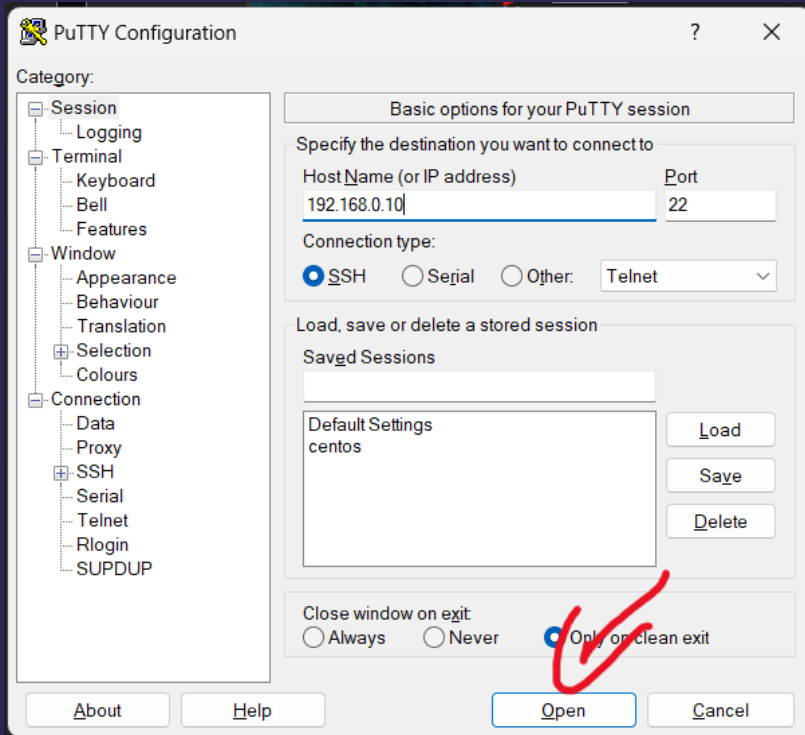 PuTTY Configuration
?
Category:
Session
Logging
Terminal
Keyboard
Bell
Features
Window
Appearance
Behaviour
Translation
Selection
Colours
Connection
Data
Proxy
SSH
Serial
Telnet
Rlogin
SUPDUP
Basic options for your PuTTY session
Specify the destination you want to connect to
Host Name (or IP address) Port
192.168.0.10 22
Connection type:
SSH Serial Other: Telnet
Load, save or delete a stored session
Saved Sessions
Default Settings
centos
Load
Save
Delete
Close window on exit:
Always Never Only on clean exit
About Help Open Cancel